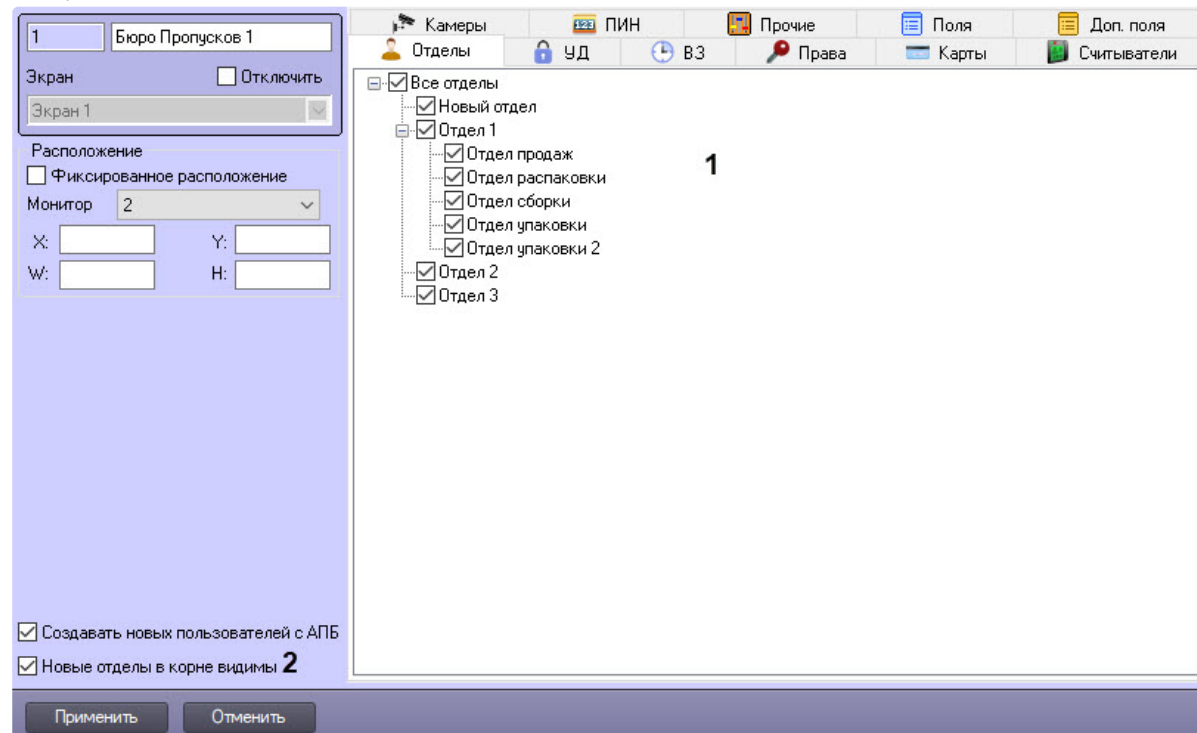 1
Бюро Пропусков 1
Экран
Отключить
Экран 1
Расположение
Фиксированное расположение
Монитор
2
X:
Y:
W:
H:
Создавать новых пользователей с АПБ
Новые отделы в корне видимы 2
Камеры
123 ПИН
Прочие
Поля
Доп. поля
Отделы
УД
ВЗ
Права
Карты
Считыватели
Все отделы
Новый отдел
Отдел 1
Отдел продаж
Отдел распаковки
Отдел сборки
Отдел упаковки
Отдел упаковки 2
Отдел 2
Отдел 3
1
Применить
Отменить